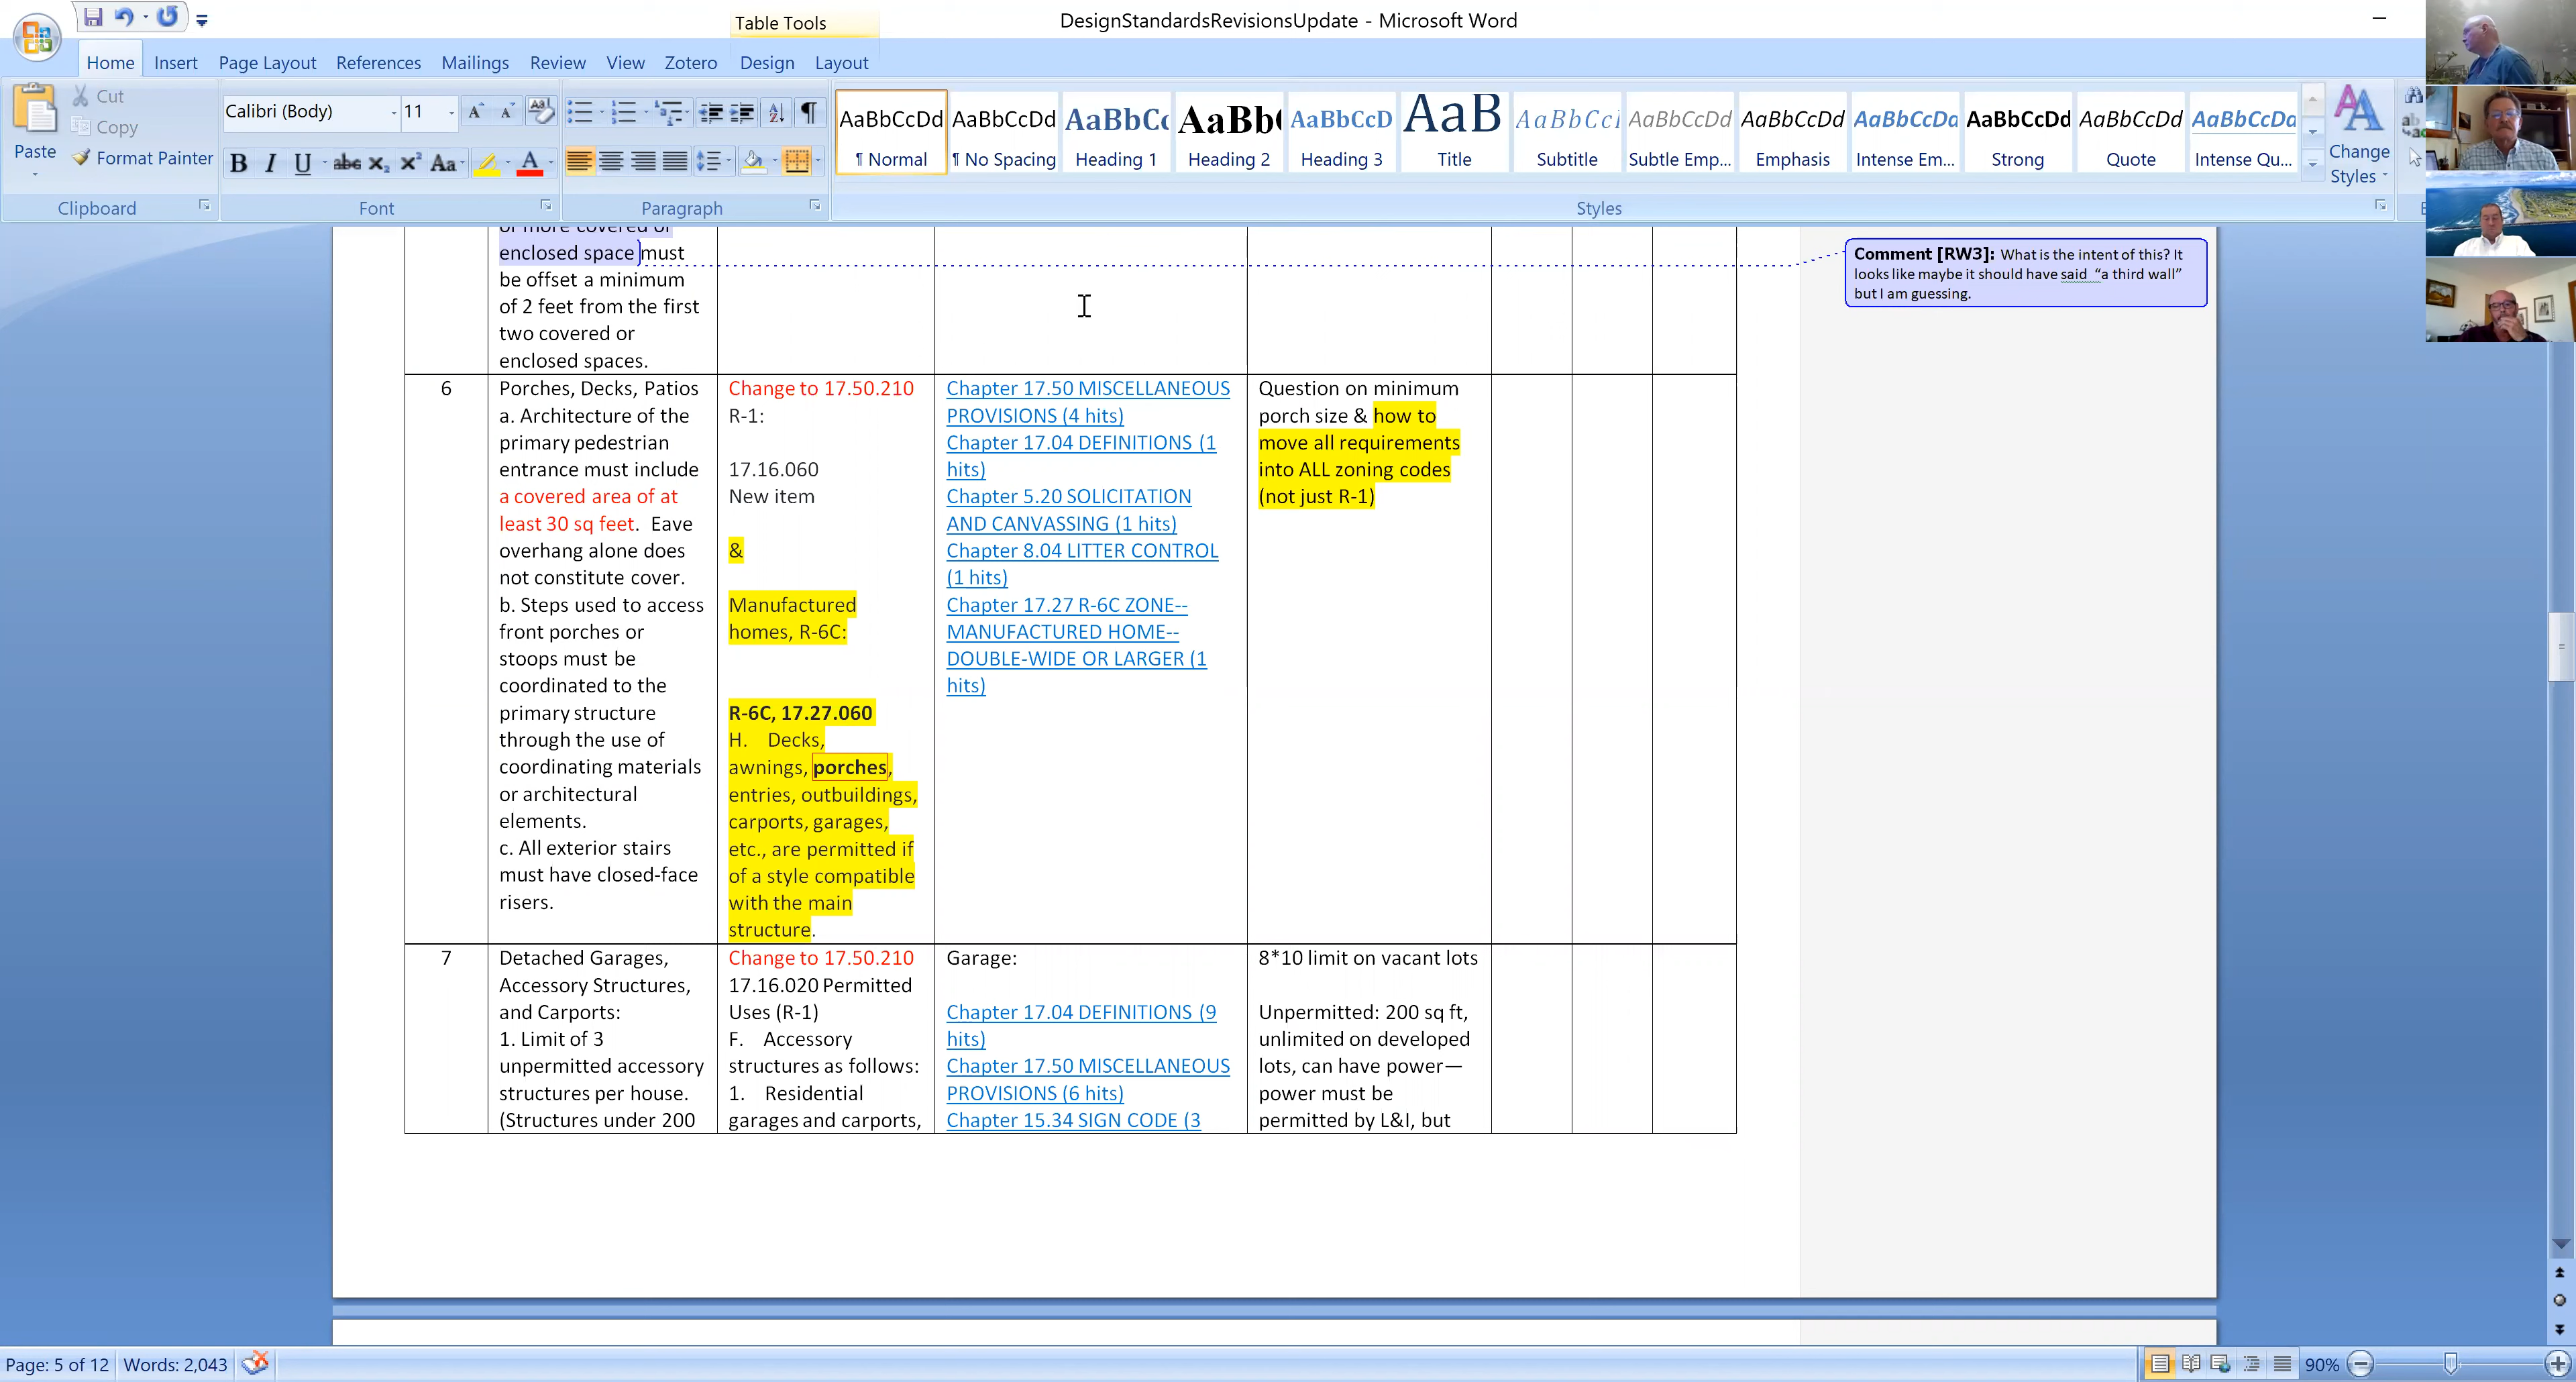 Table Tools
DesignStandardsRevisionsUpdate - Microsoft Word
Home Insert Page Layout References Mailings Review View Zotero Design Layout
Paste
Cut
Copy
Format Painter
Clipboard
Calibri (Body) 11
B I U abc X₂ X² Aa A
Font
Paragraph
AaBbCcDd AaBbCcDd AaBbCc AaBb AaBbCcD AaB AaBbCc AaBbCcDd AaBbCcDd AaBbCcDd AaBbCcDd AaBbCcDd AaBbCcDd
¶ Normal ¶ No Spacing Heading 1 Heading 2 Heading 3 Title Subtitle Subtle Emp... Emphasis Intense Em... Strong Quote Intense Qu...
Change
Styles
Styles
or more covered or
enclosed space must
be offset a minimum
of 2 feet from the first
two covered or
enclosed spaces.
Comment [RW3]: What is the intent of this? It
looks like maybe it should have said “a third wall”
but I am guessing.
6
Porches, Decks, Patios
a. Architecture of the
primary pedestrian
entrance must include
a covered area of at
least 30 sq feet. Eave
overhang alone does
not constitute cover.
b. Steps used to access
front porches or
stoops must be
coordinated to the
primary structure
through the use of
coordinating materials
or architectural
elements.
c. All exterior stairs
must have closed-face
risers.
Change to 17.50.210
R-1:
17.16.060
New item
&
Manufactured
homes, R-6C:
R-6C, 17.27.060
H. Decks,
awnings, porches,
entries, outbuildings,
carports, garages,
etc., are permitted if
of a style compatible
with the main
structure.
Chapter 17.50 MISCELLANEOUS
PROVISIONS (4 hits)
Chapter 17.04 DEFINITIONS (1
hits)
Chapter 5.20 SOLICITATION
AND CANVASSING (1 hits)
Chapter 8.04 LITTER CONTROL
(1 hits)
Chapter 17.27 R-6C ZONE--
MANUFACTURED HOME--
DOUBLE-WIDE OR LARGER (1
hits)
Question on minimum
porch size & how to
move all requirements
into ALL zoning codes
(not just R-1)
7
Detached Garages,
Accessory Structures,
and Carports:
1. Limit of 3
unpermitted accessory
structures per house.
(Structures under 200
Change to 17.50.210
17.16.020 Permitted
Uses (R-1)
F. Accessory
structures as follows:
1. Residential
garages and carports,
Garage:
Chapter 17.04 DEFINITIONS (9
hits)
Chapter 17.50 MISCELLANEOUS
PROVISIONS (6 hits)
Chapter 15.34 SIGN CODE (3
8*10 limit on vacant lots
Unpermitted: 200 sq ft,
unlimited on developed
lots, can have power—
power must be
permitted by L&I, but
Page: 5 of 12 Words: 2,043
90%